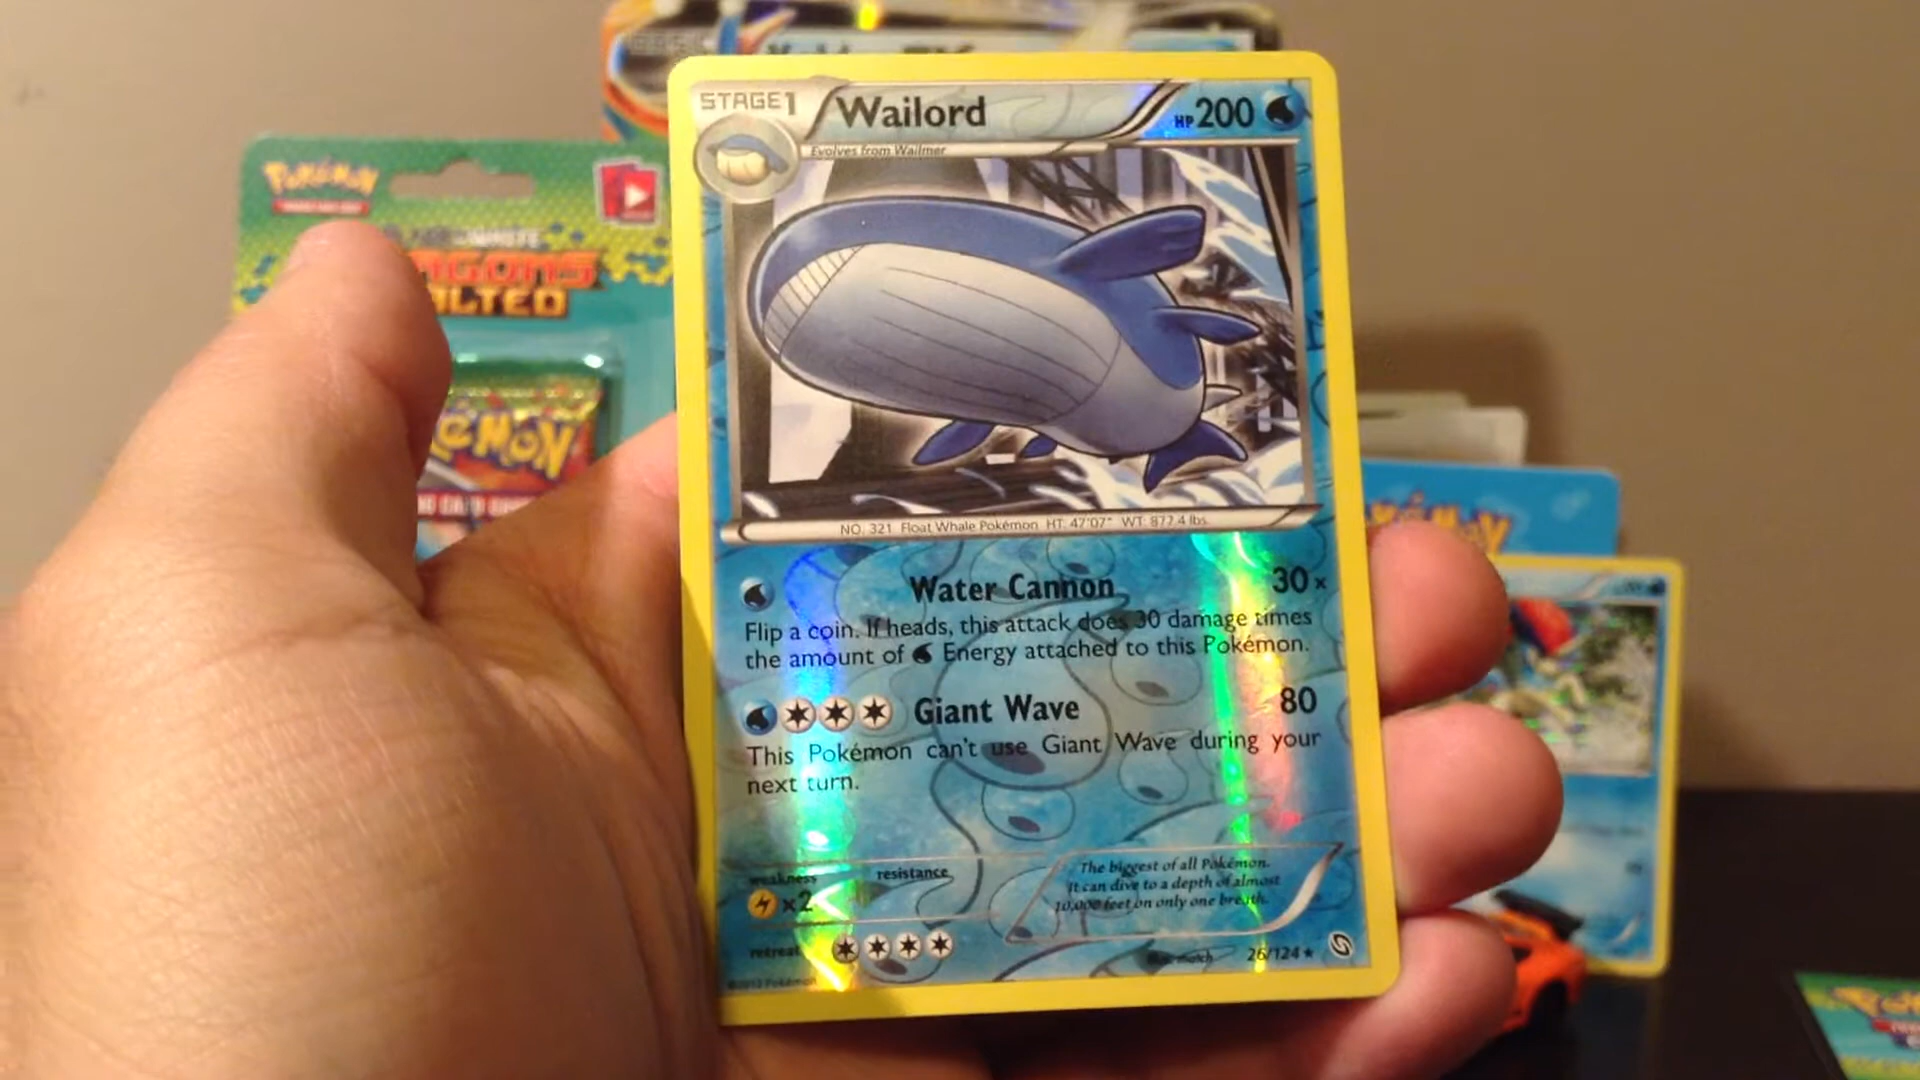 STAGE1
Wailord
HP200
Evolves from Wailmer
NO. 321 Float Whale Pokémon HT: 47'07" WT: 877.4 lbs.
Water Cannon 30x
Flip a coin. If heads, this attack does 30 damage times
the amount of Energy attached to this Pokémon.
Giant Wave 80
This Pokémon can't use Giant Wave during your
next turn.
weakness
x2
resistance
The biggest of all Pokémon.
It can dive to a depth of almost
10,000 feet on only one breath.
retreat
26/124
©2012 Pokémon
Pokémon